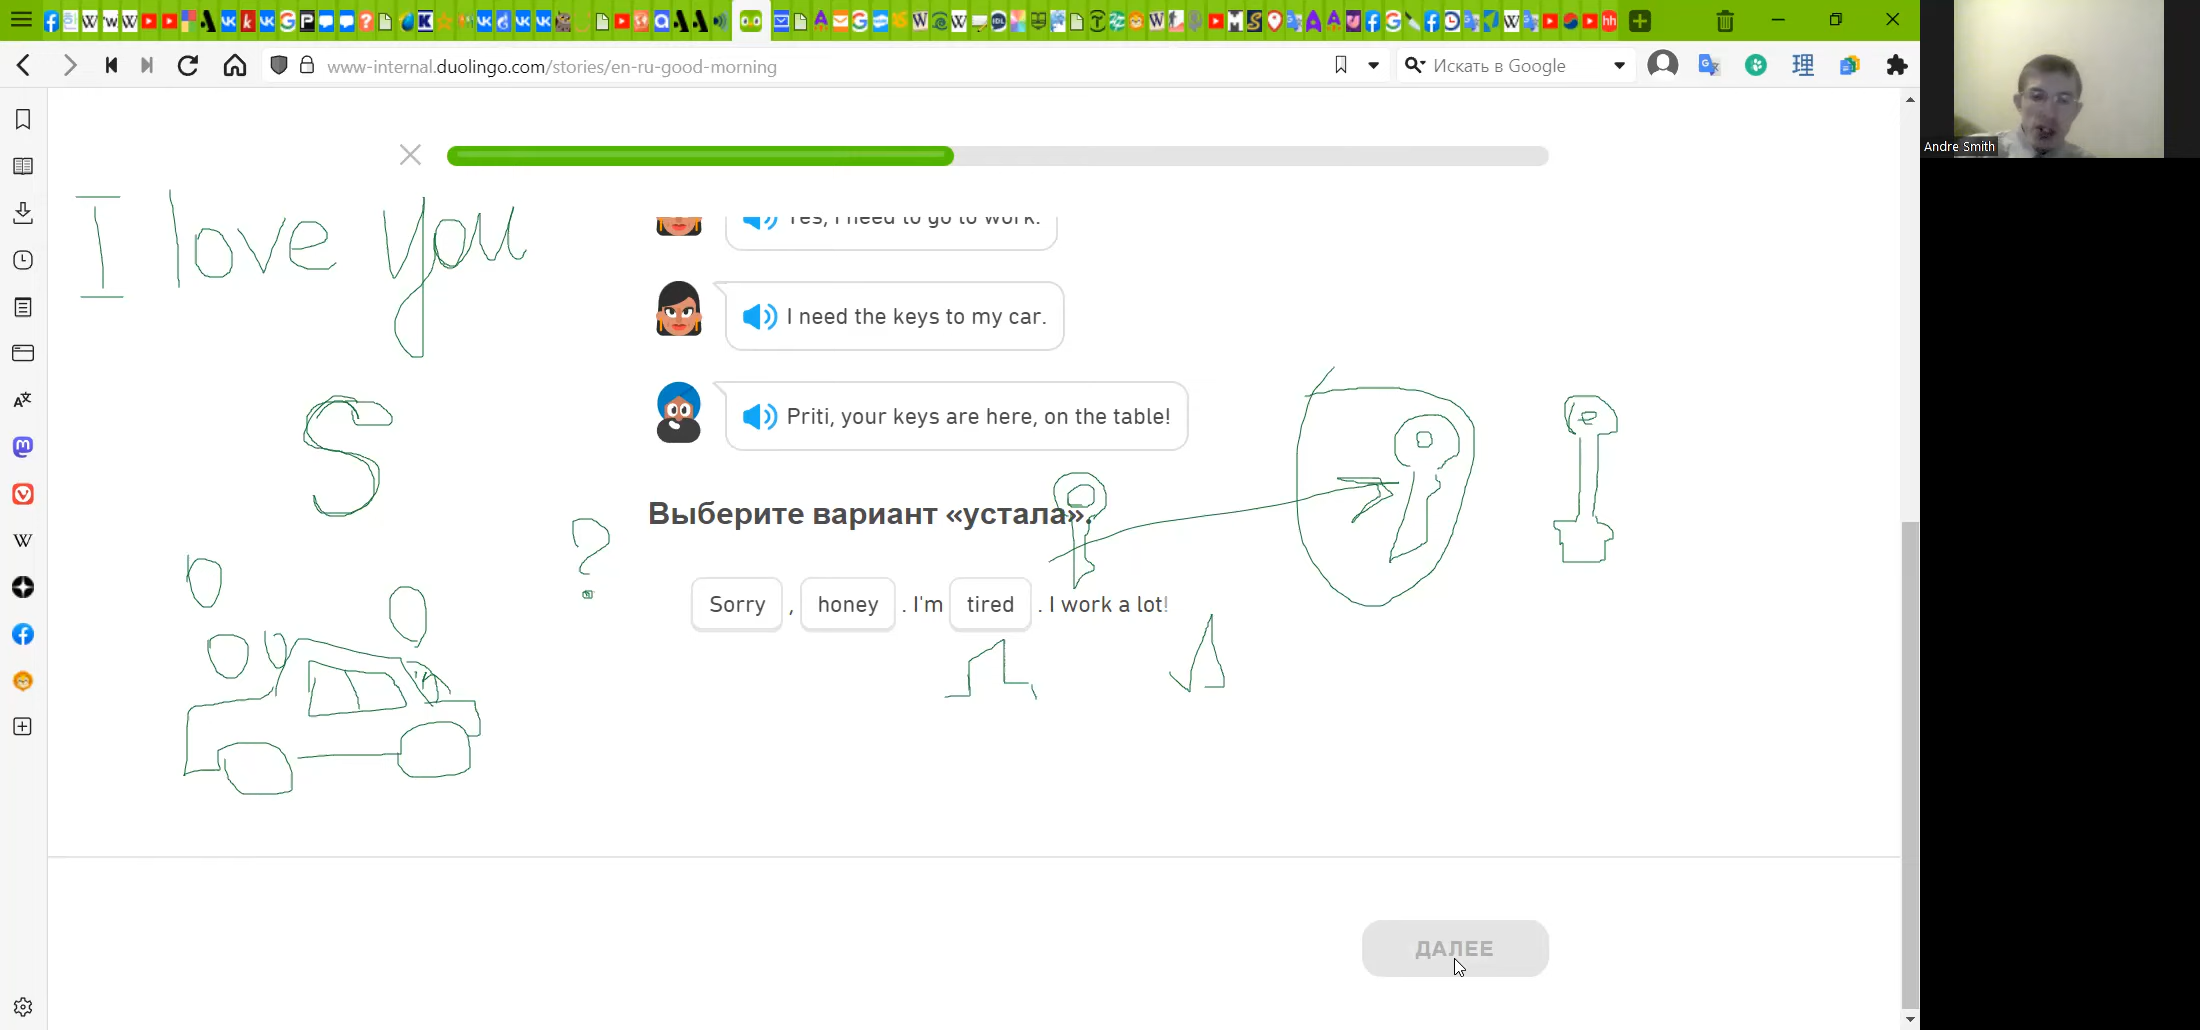 www-internal.duolingo.com/stories/en-ru-good-morning
Искать в Google
Andre Smith
I love you
Yes, I need to go to work.
I need the keys to my car.
Priti, your keys are here, on the table!
S
Выберите вариант «устала».
?
Sorry , honey . I'm tired . I work a lot!
ДАЛЕЕ